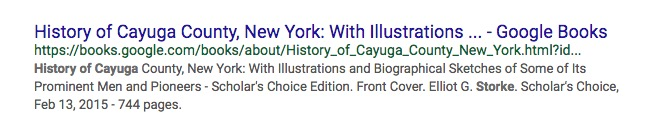 History of Cayuga County, New York: With Illustrations ... - Google Books
https://books.google.com/books/about/History_of_Cayuga_County_New_York.html?id...
History of Cayuga County, New York: With Illustrations and Biographical Sketches of Some of Its
Prominent Men and Pioneers - Scholar's Choice Edition. Front Cover. Elliot G. Storke. Scholar's Choice,
Feb 13, 2015 - 744 pages.